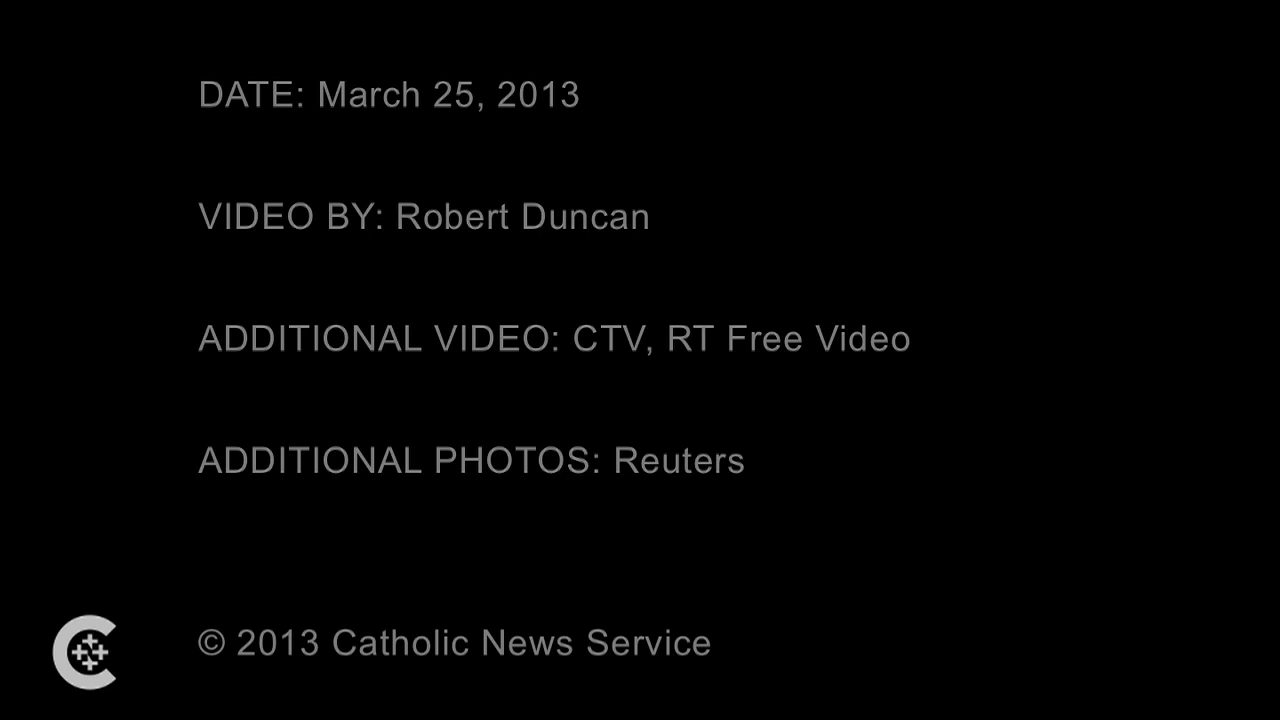 DATE: March 25, 2013
VIDEO BY: Robert Duncan
ADDITIONAL VIDEO: CTV, RT Free Video
ADDITIONAL PHOTOS: Reuters
© 2013 Catholic News Service